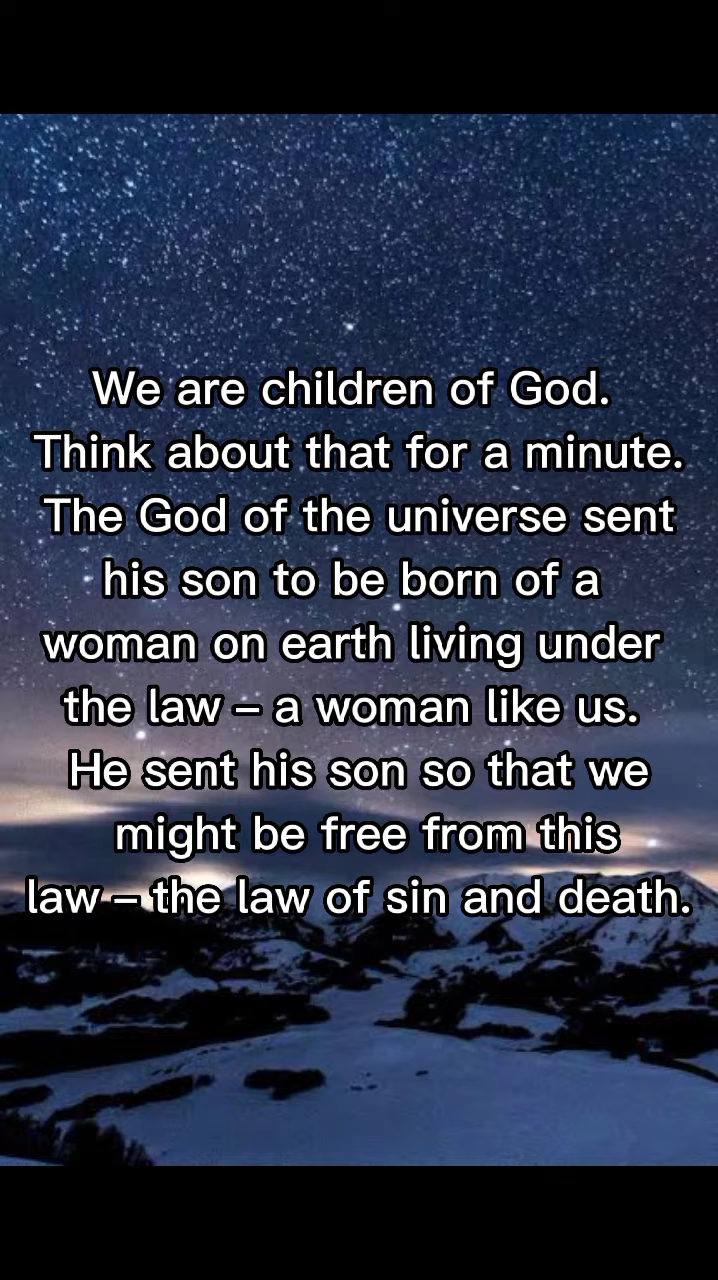 We are children of God.
Think about that for a minute.
The God of the universe sent
his son to be born of a
woman on earth living under
the law – a woman like us.
He sent his son so that we
might be free from this
law – the law of sin and death.